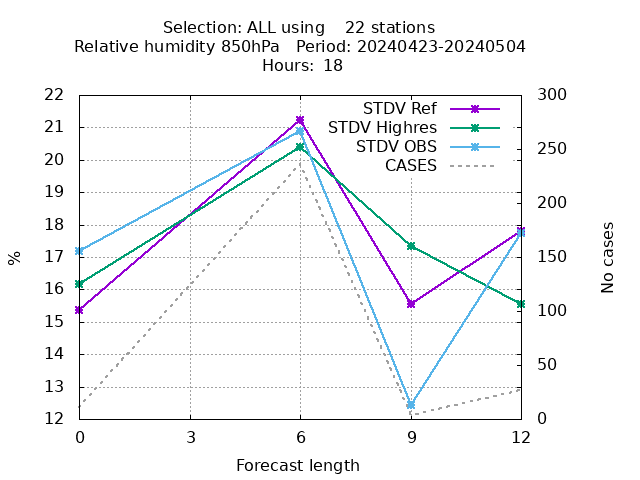 Selection: ALL using    22 stations
Relative humidity 850hPa   Period: 20240423-20240504
Hours: 18
STDV Ref
STDV Highres
STDV OBS
CASES
22
21
20
19
18
17
16
15
14
13
12
%
300
250
200
150
100
50
0
No cases
0
3
6
9
12
Forecast length